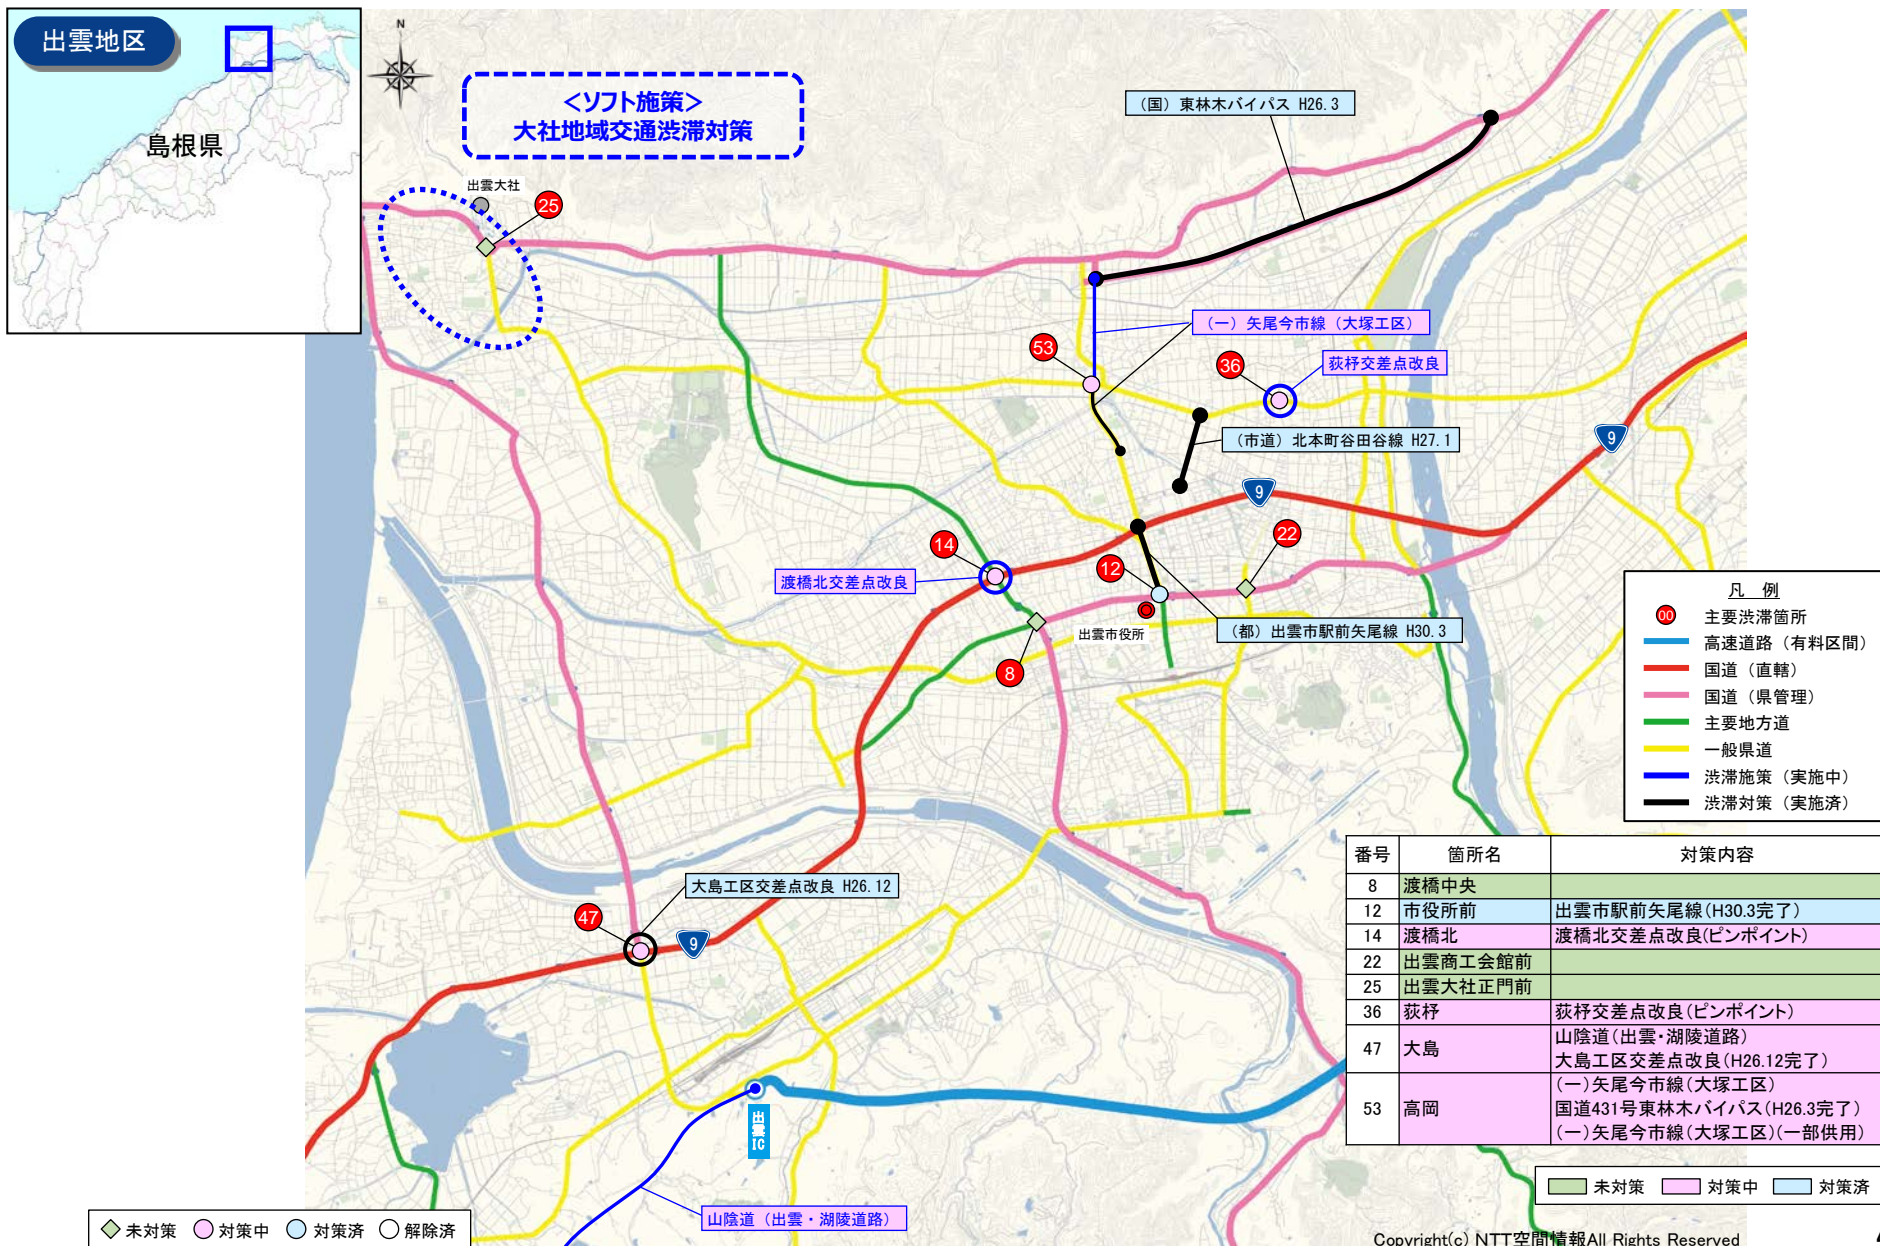 出雲地区
島根県
N
<ソフト施策>
大社地域交通渋滞対策
(国)東林木バイパス H26.3
出雲大社
25
(一)矢尾今市線(大塚工区)
53
36
荻杼交差点改良
(市道)北本町谷田谷線 H27.1
9
9
14
渡橋北交差点改良
12
22
出雲市役所
(都)出雲市駅前矢尾線 H30.3
8
大島工区交差点改良 H26.12
47
9
出雲IC
山陰道(出雲・湖陵道路)
凡 例
00 主要渋滞箇所
高速道路(有料区間)
国道(直轄)
国道(県管理)
主要地方道
一般県道
渋滞施策(実施中)
渋滞対策(実施済)
番号 箇所名 対策内容
8 渡橋中央
12 市役所前 出雲市駅前矢尾線(H30.3完了)
14 渡橋北 渡橋北交差点改良(ピンポイント)
22 出雲商工会館前
25 出雲大社正門前
36 荻杼 荻杼交差点改良(ピンポイント)
47 大島 山陰道(出雲・湖陵道路)
大島工区交差点改良(H26.12完了)
53 高岡 (一)矢尾今市線(大塚工区)
国道431号東林木バイパス(H26.3完了)
(一)矢尾今市線(大塚工区)(一部供用)
未対策 対策中 対策済
未対策 対策中 対策済 解除済
Copyright(c) NTT空間情報All Rights Reserved